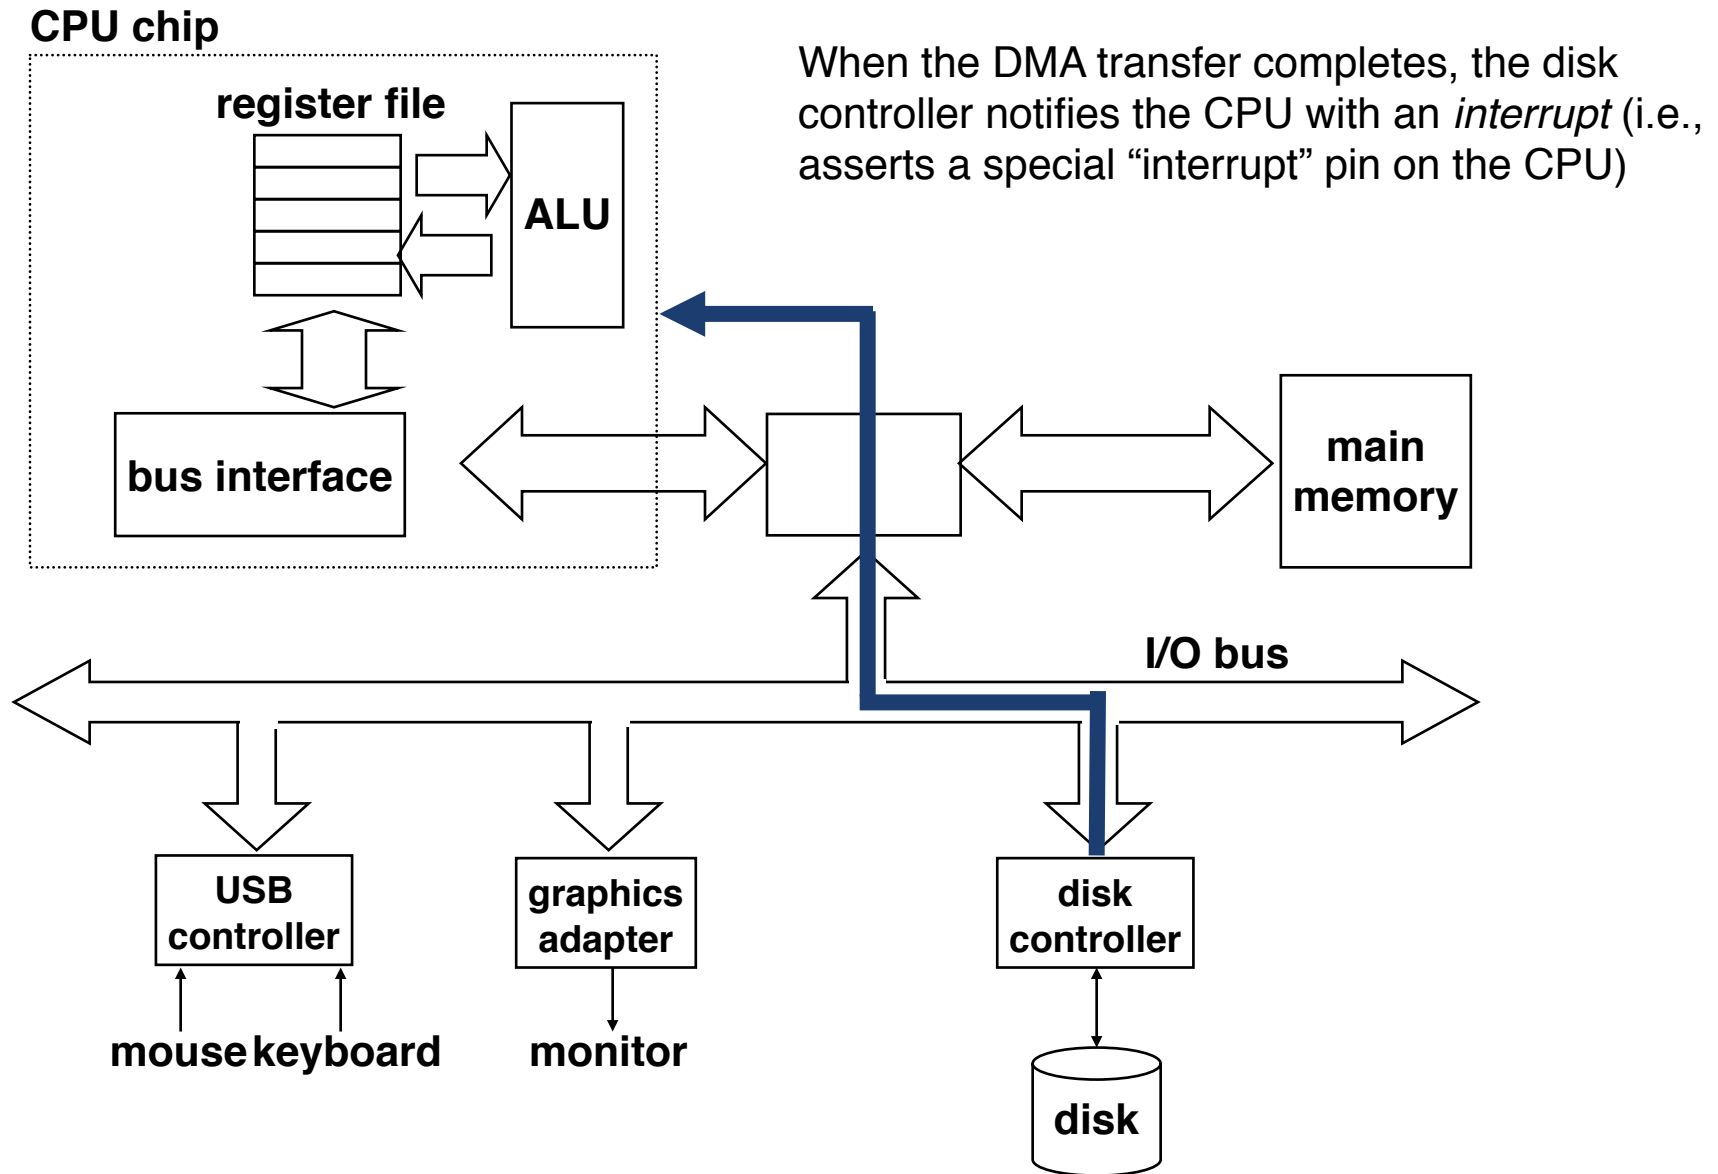 CPU chip
When the DMA transfer completes, the disk
controller notifies the CPU with an interrupt (i.e.,
asserts a special “interrupt” pin on the CPU)
register file
ALU
bus interface
main
memory
I/O bus
USB
controller
graphics
adapter
disk
controller
mouse keyboard
monitor
disk